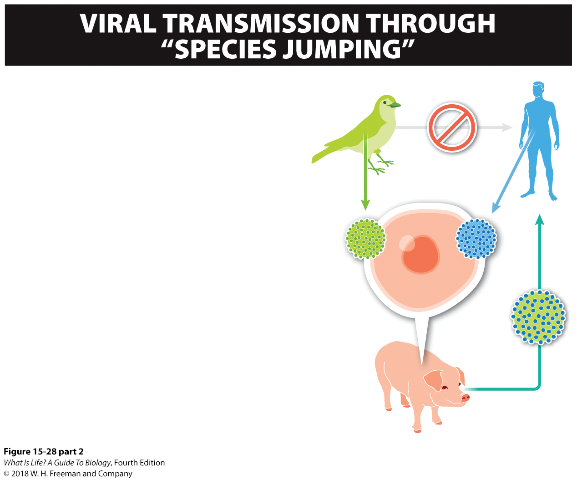 VIRAL TRANSMISSION THROUGH
“SPECIES JUMPING”
Figure 15-28 part 2
What Is Life? A Guide To Biology, Fourth Edition
© 2018 W. H. Freeman and Company